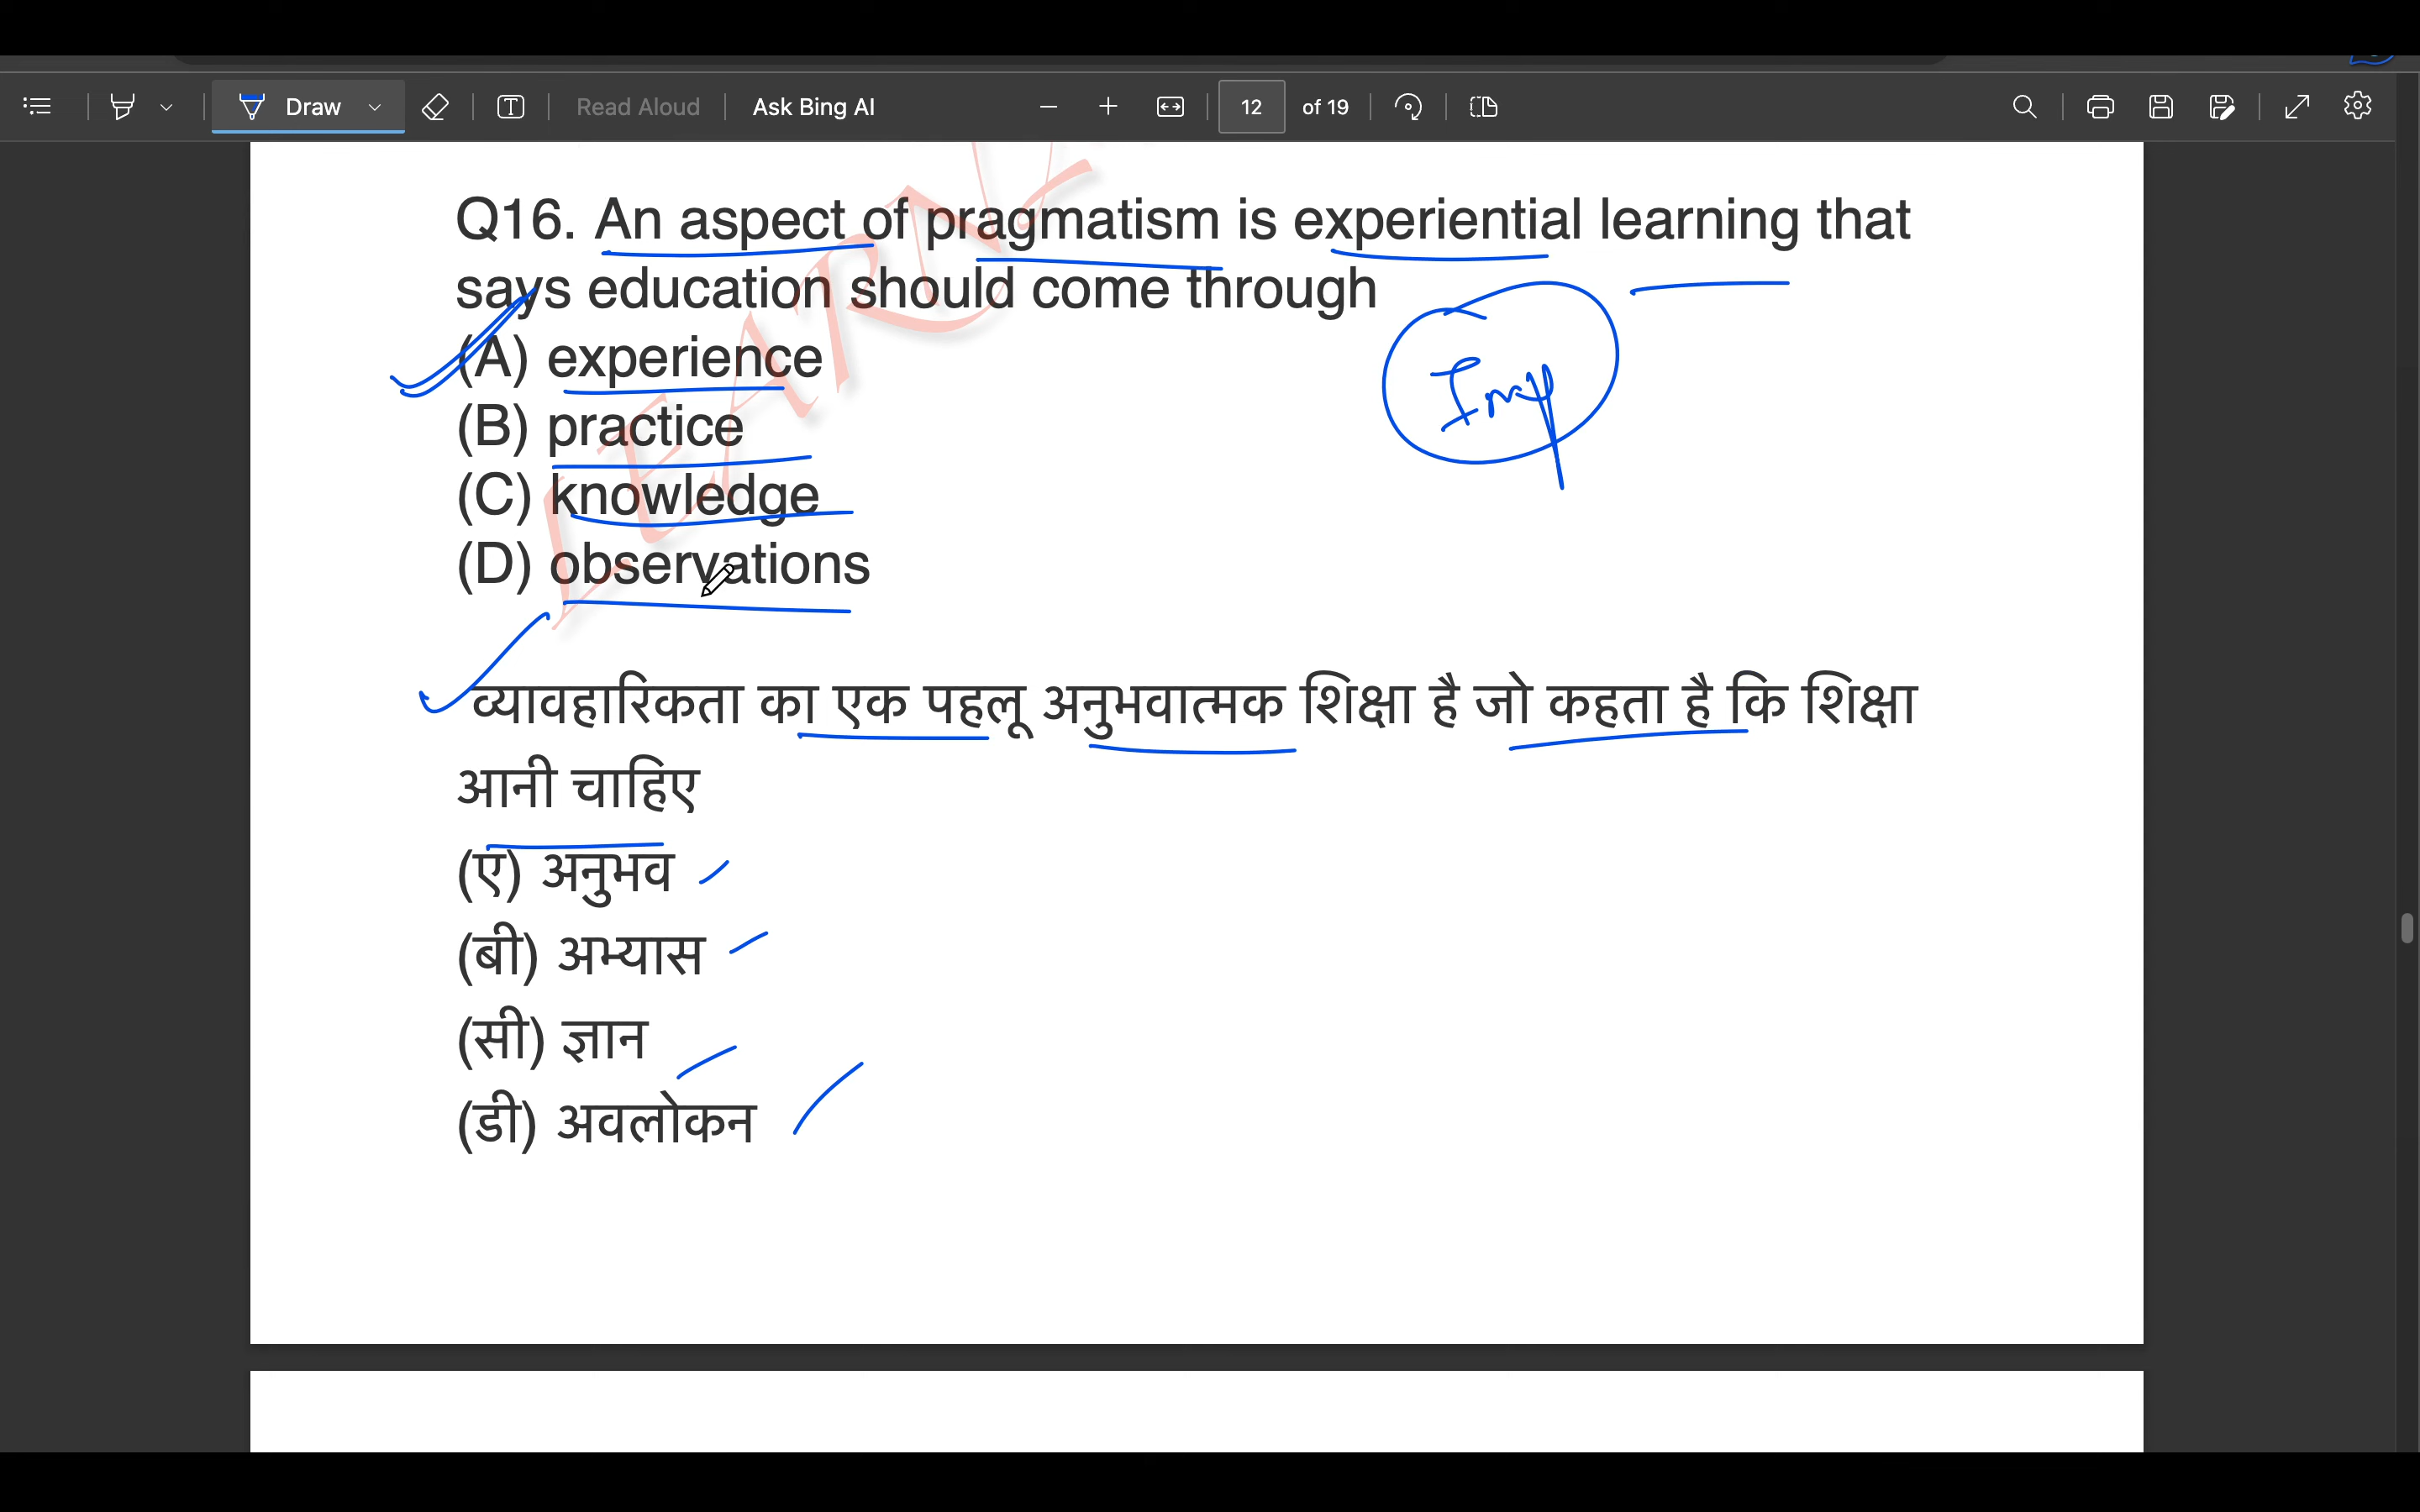 Draw
Read Aloud
Ask Bing AI
12
of 19
Q16. An aspect of pragmatism is experiential learning that
says education should come through
(A) experience
(B) practice
(C) knowledge
(D) observations
Imp
व्यावहारिकता का एक पहलू अनुभवात्मक शिक्षा है जो कहता है कि शिक्षा
आनी चाहिए
(ए) अनुभव
(बी) अभ्यास
(सी) ज्ञान
(डी) अवलोकन